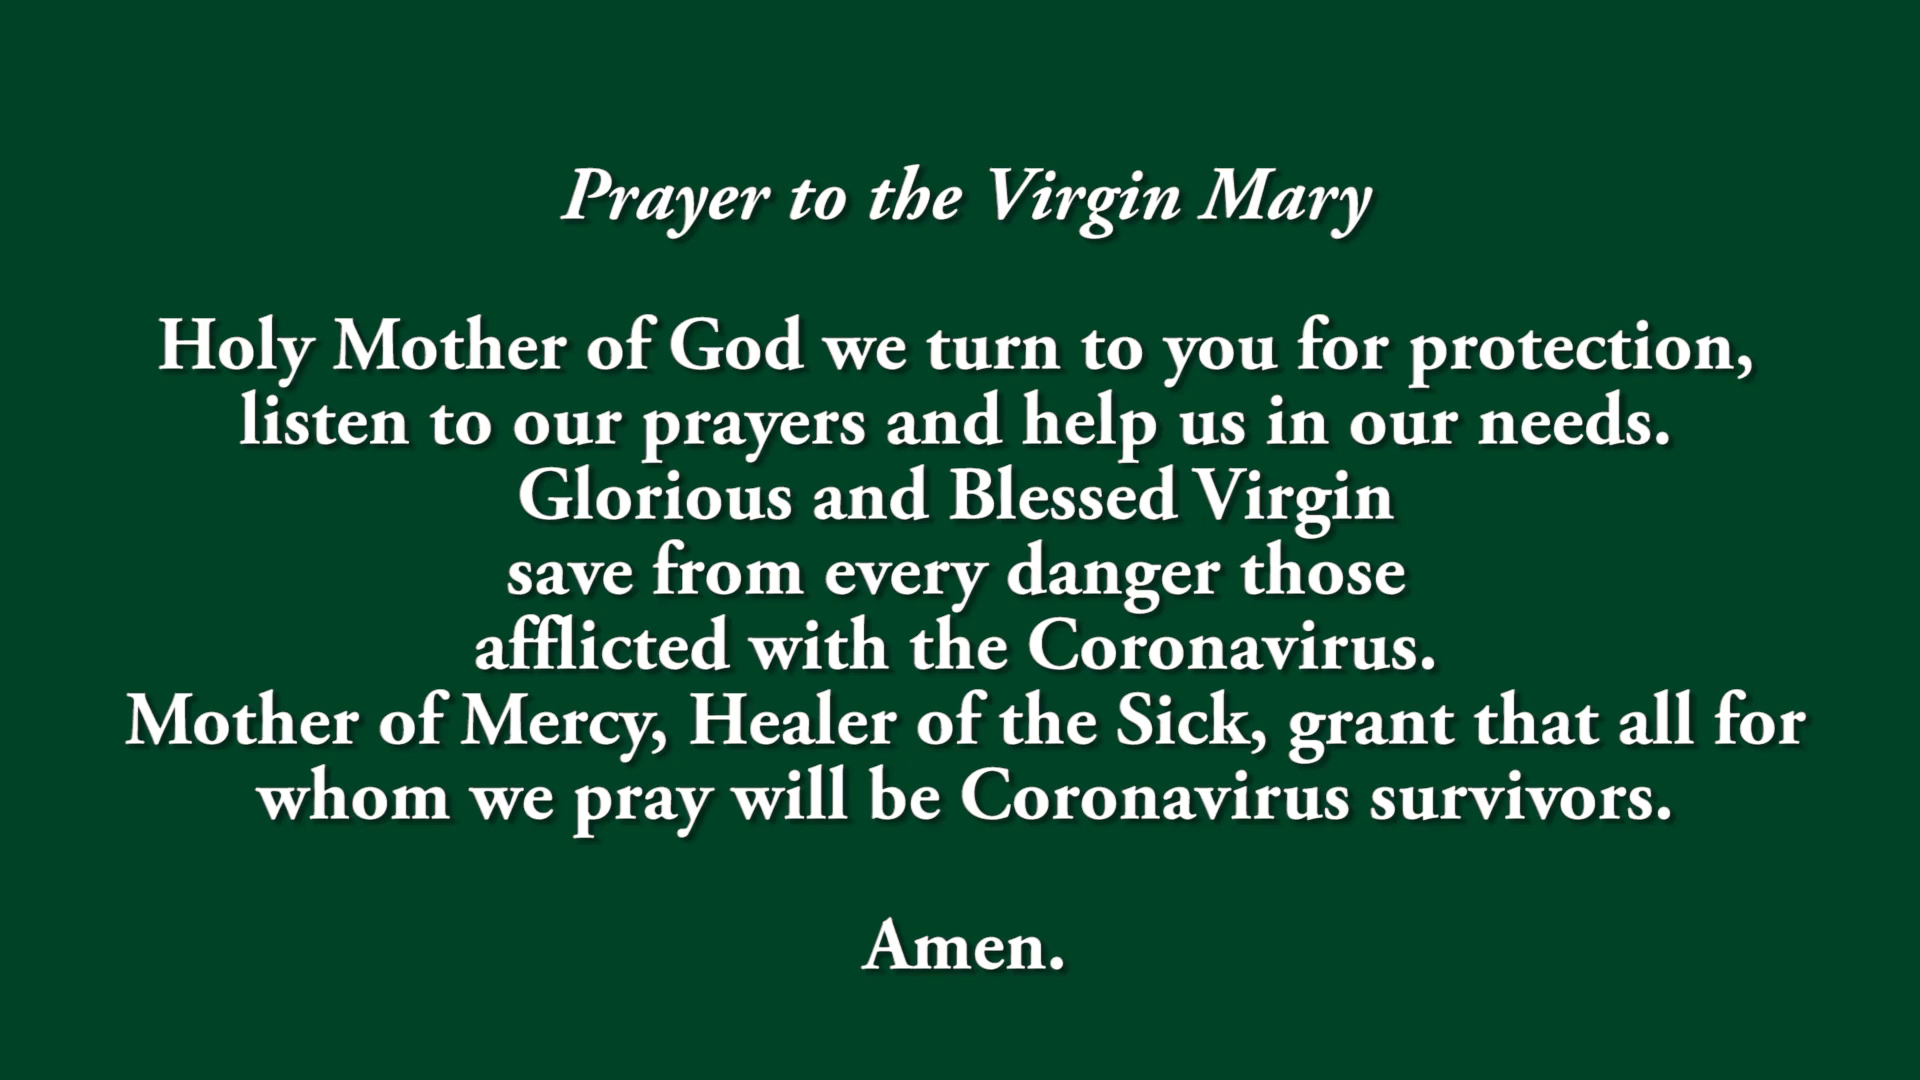 Prayer to the Virgin Mary
Holy Mother of God we turn to you for protection,
listen to our prayers and help us in our needs.
Glorious and Blessed Virgin
save from every danger those
afflicted with the Coronavirus.
Mother of Mercy, Healer of the Sick, grant that all for
whom we pray will be Coronavirus survivors.
Amen.